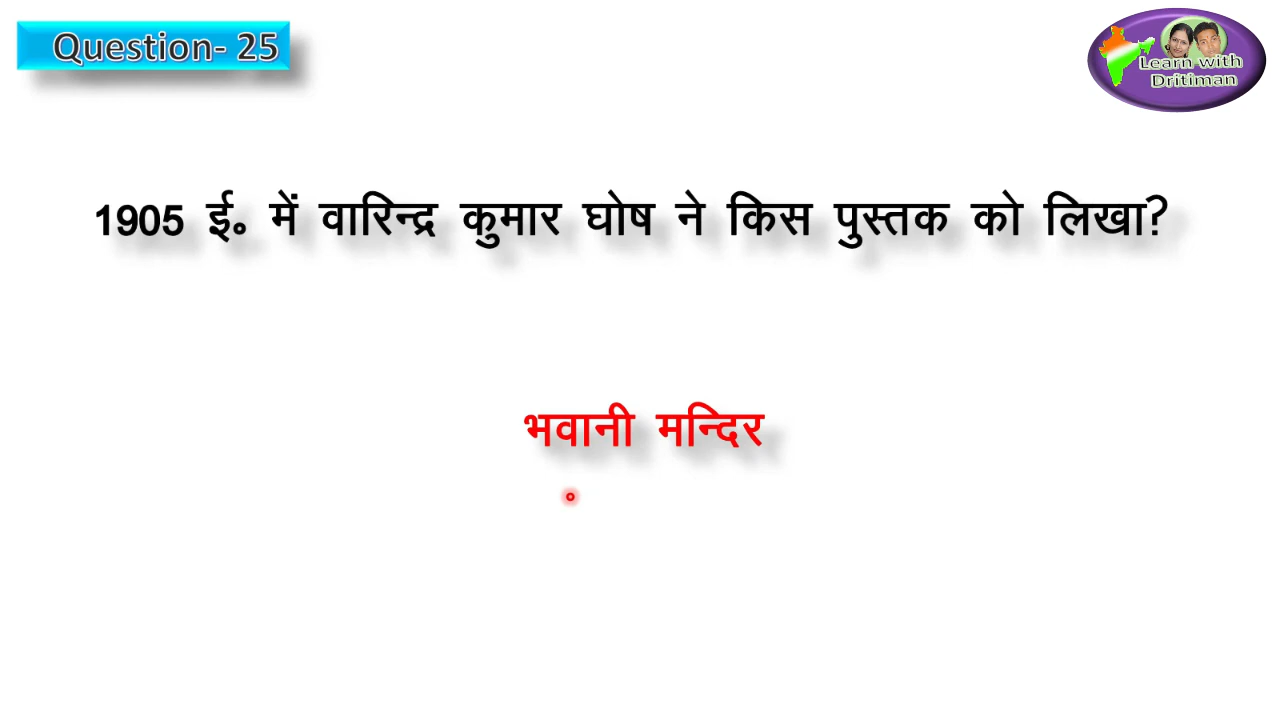 Question- 25
Learn with
Dritiman
1905 ई॰ में वारिन्द्र कुमार घोष ने किस पुस्तक को लिखा?
भवानी मन्दिर